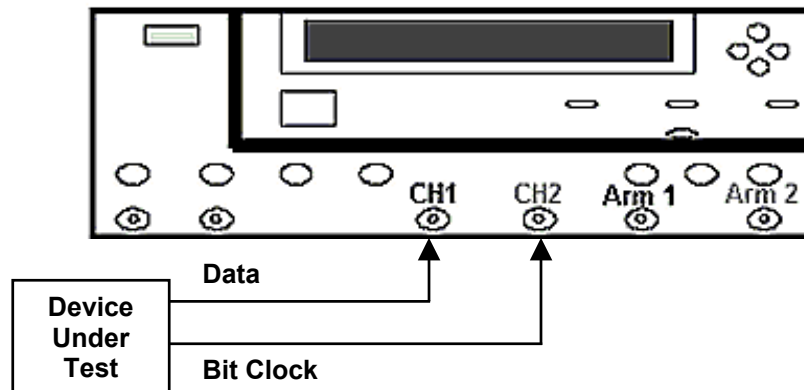 CH1 CH2 Arm 1 Arm 2
Data
Device
Under
Test
Bit Clock